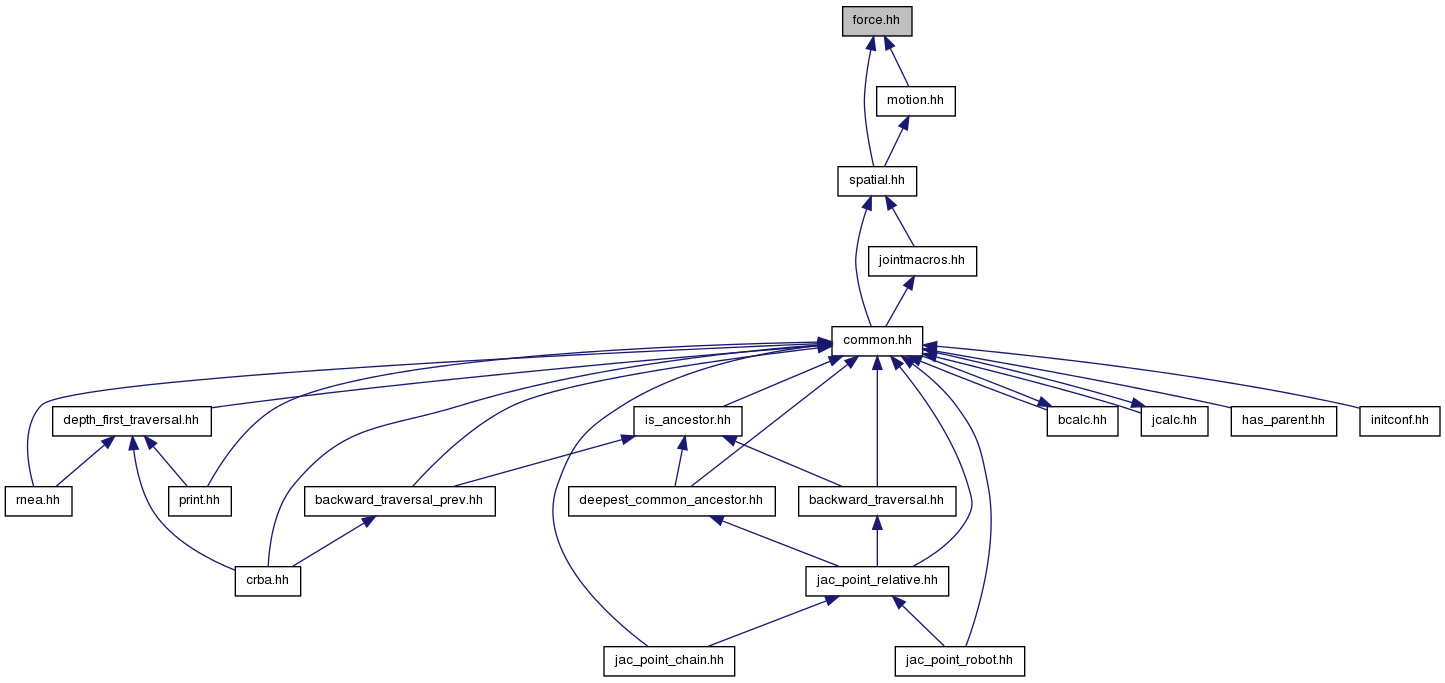 force.hh
motion.hh
spatial.hh
jointmacros.hh
common.hh
depth_first_traversal.hh
is_ancestor.hh
bcalc.hh
jcalc.hh
has_parent.hh
initconf.hh
rnea.hh
print.hh
backward_traversal_prev.hh
deepest_common_ancestor.hh
backward_traversal.hh
crba.hh
jac_point_relative.hh
jac_point_chain.hh
jac_point_robot.hh